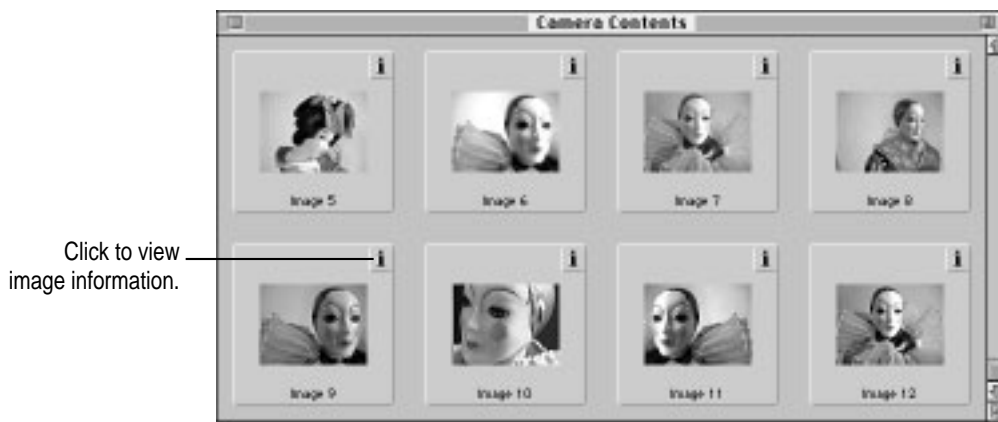 Camera Contents
i i i i
Image 5 Image 6 Image 7 Image 8
Click to view
image information.
i i i i
Image 9 Image 10 Image 11 Image 12